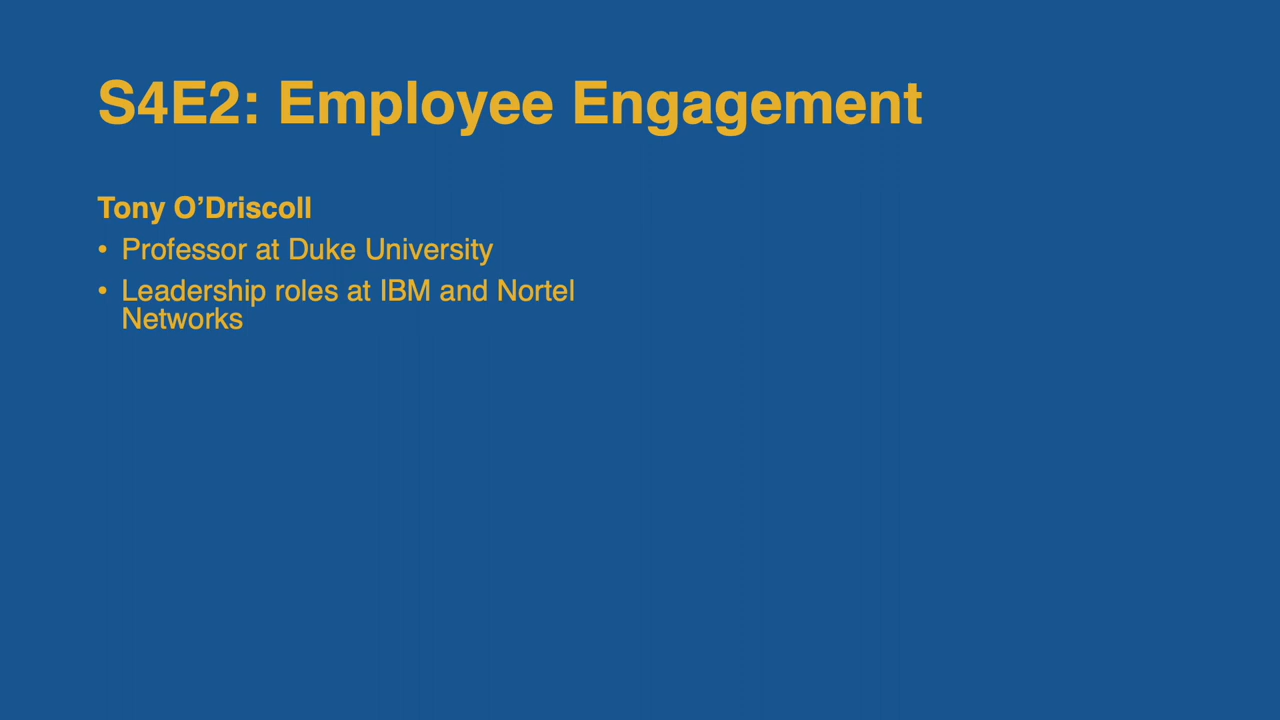 S4E2: Employee Engagement
Tony O’Driscoll
• Professor at Duke University
• Leadership roles at IBM and Nortel
Networks